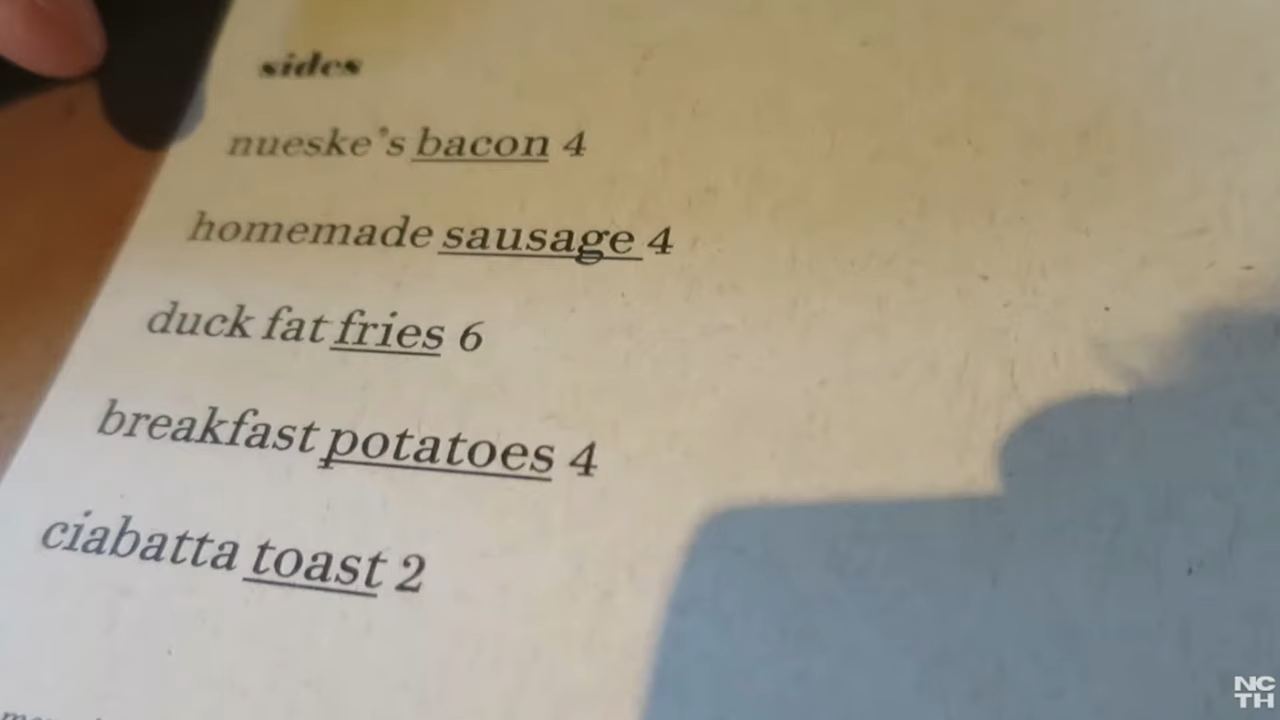 sides
nueske's bacon 4
homemade sausage 4
duck fat fries 6
breakfast potatoes 4
ciabatta toast 2
NC
TH